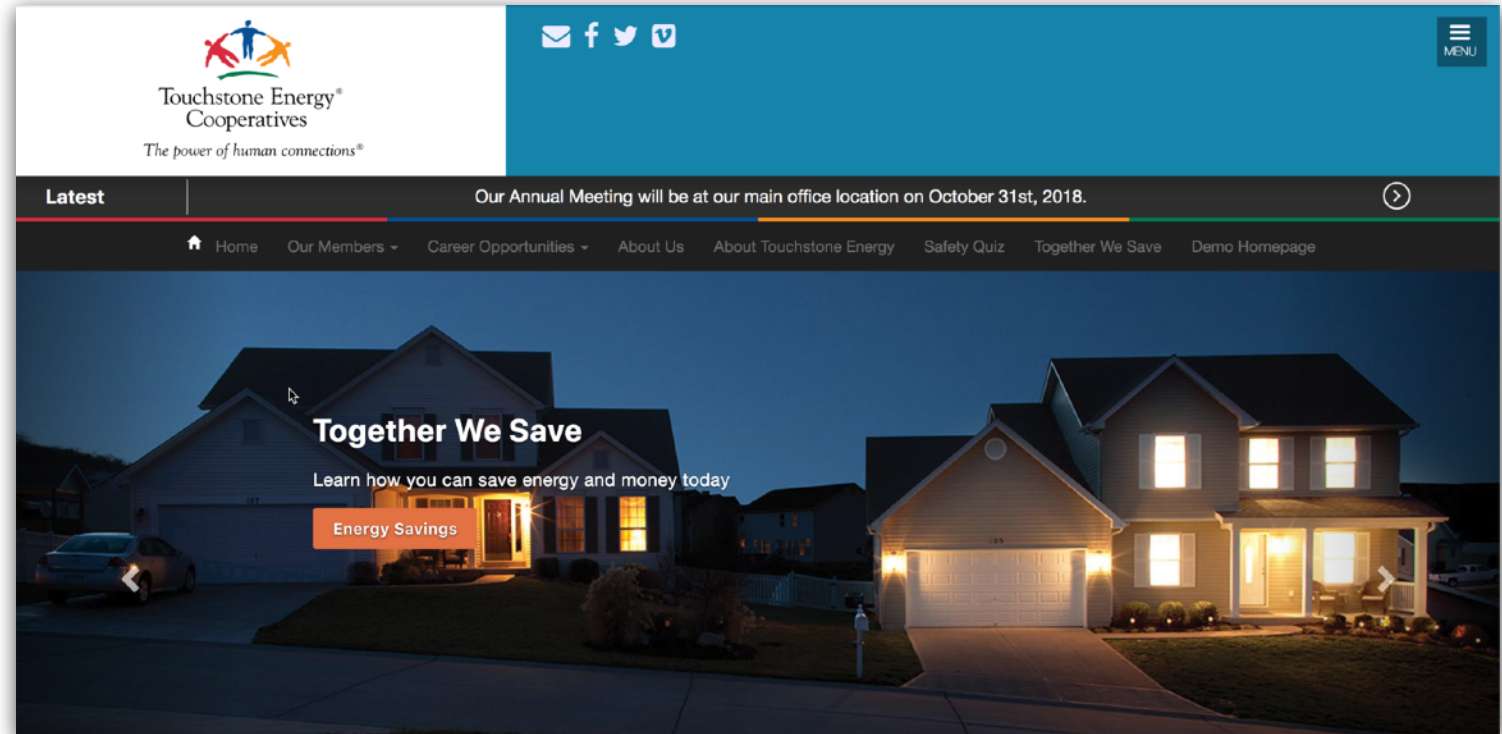 Touchstone Energy®
Cooperatives
The power of human connections®
MENU
Latest
Our Annual Meeting will be at our main office location on October 31st, 2018.
Home Our Members Career Opportunities About Us About Touchstone Energy Safety Quiz Together We Save Demo Homepage
Together We Save
Learn how you can save energy and money today
Energy Savings